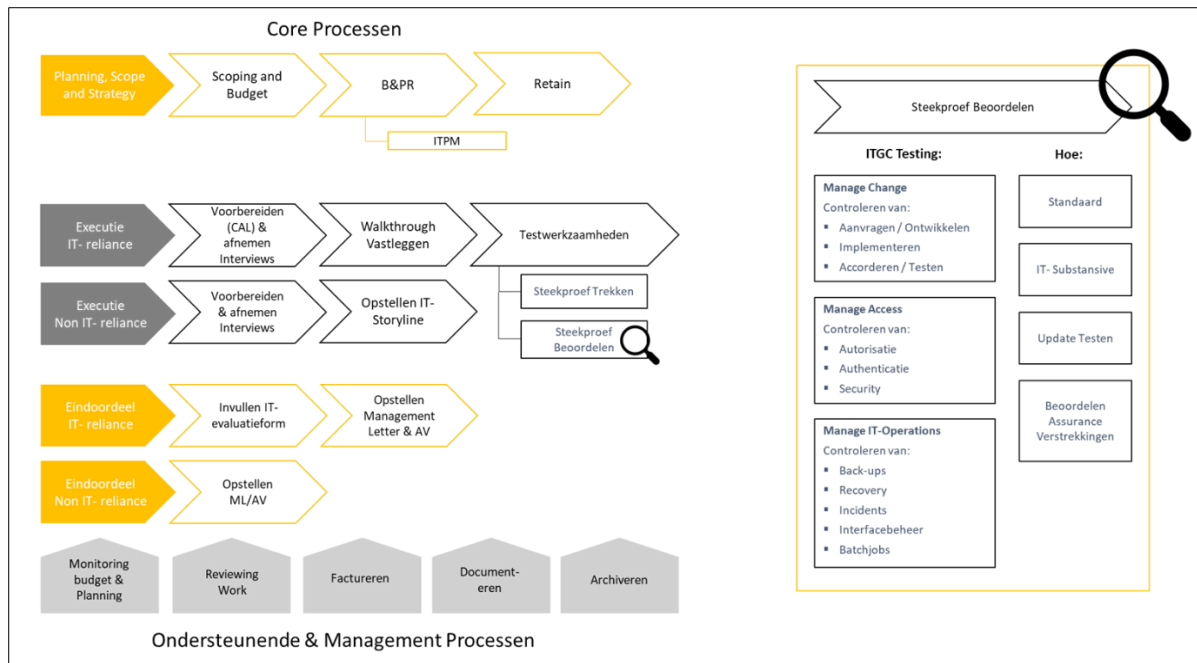 Core Processen
Planning, Scope
and Strategy
Scoping and
Budget
B&PR
Retain
ITPM
Executie
IT- reliance
Voorbereiden
(CAL) &
afnemen
Interviews
Walkthrough
Vastleggen
Testwerkzaamheden
Steekproef Trekken
Steekproef
Beoordelen
Executie
Non IT- reliance
Voorbereiden
& afnemen
Interviews
Opstellen IT-
Storyline
Eindoordeel
IT- reliance
Invullen IT-
evaluatieform
Opstellen
Management
Letter & AV
Eindoordeel
Non IT- reliance
Opstellen
ML/AV
Monitoring
budget &
Planning
Reviewing
Work
Factureren
Document-
eren
Archiveren
Ondersteunende & Management Processen
Steekproef Beoordelen
ITGC Testing:
Manage Change
Controleren van:
▪ Aanvragen / Ontwikkelen
▪ Implementeren
▪ Accorderen / Testen
Manage Access
Controleren van:
▪ Autorisatie
▪ Authenticatie
▪ Security
Manage IT-Operations
Controleren van:
▪ Back-ups
▪ Recovery
▪ Incidents
▪ Interfacebeheer
▪ Batchjobs
Hoe:
Standaard
IT- Substansive
Update Testen
Beoordelen
Assurance
Verstrekkingen